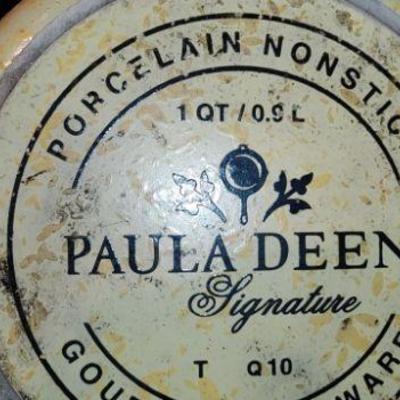 PORCELAIN NONSTIC
1 QT / 0.9 L
PAULA DEEN
Signature
T Q10
GOU WARE